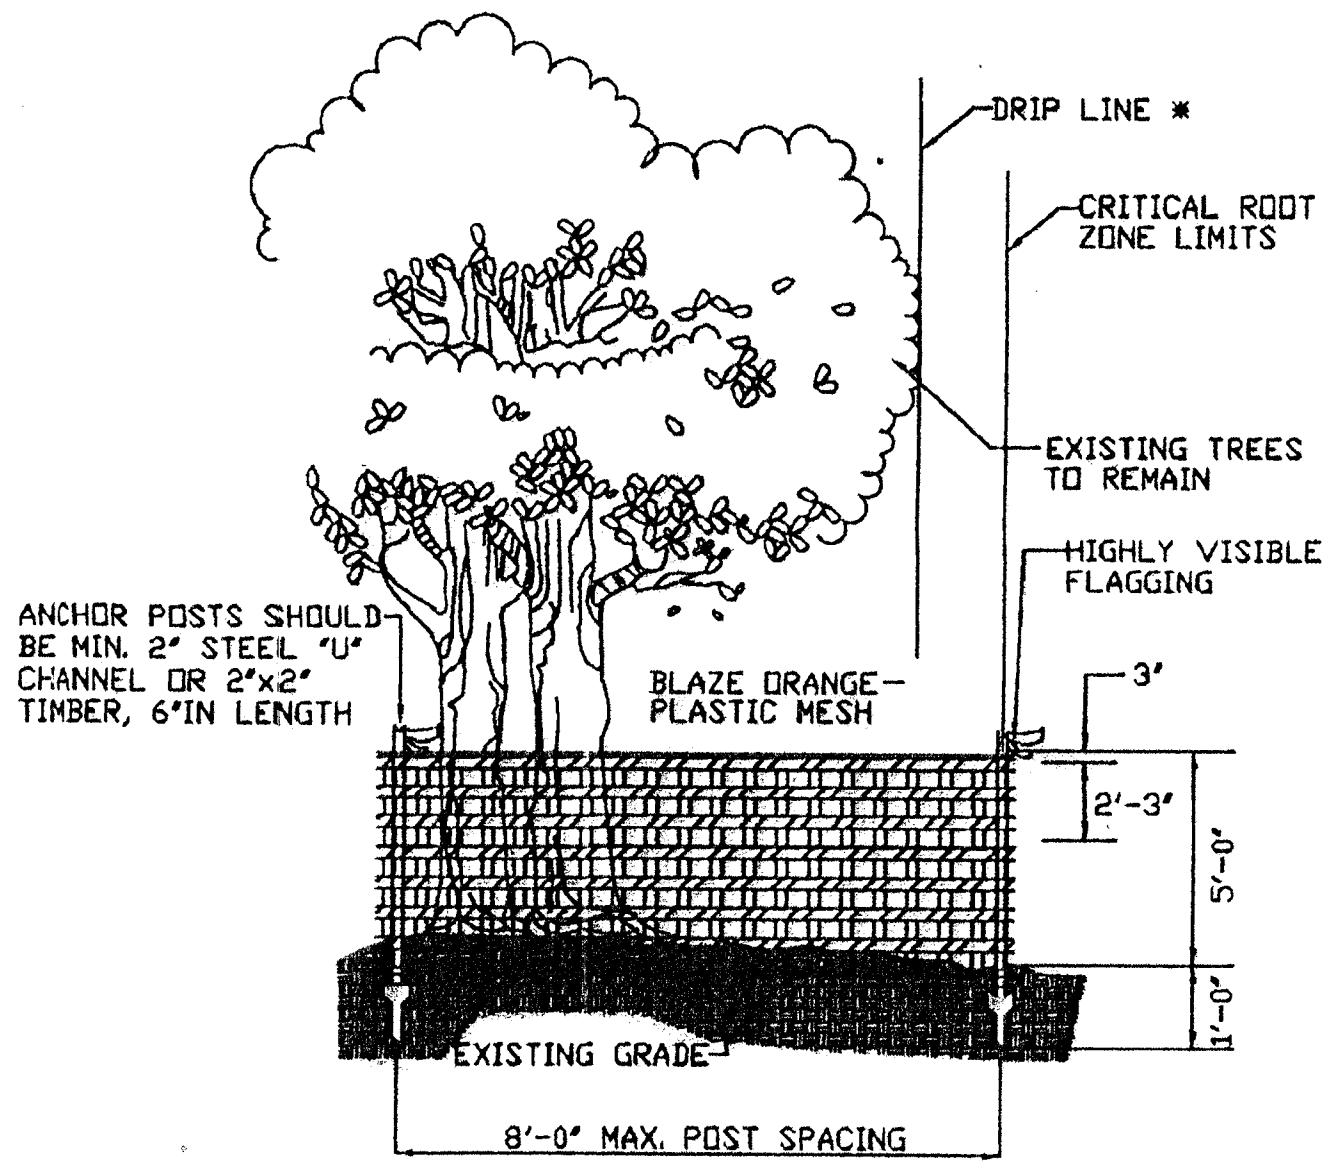 DRIP LINE *
CRITICAL ROOT
ZONE LIMITS
EXISTING TREES
TO REMAIN
HIGHLY VISIBLE
FLAGGING
ANCHOR POSTS SHOULD
BE MIN. 2" STEEL "U"
CHANNEL OR 2"x2"
TIMBER, 6"IN LENGTH
BLAZE ORANGE
PLASTIC MESH
3"
2'-3"
5'-0"
1'-0"
EXISTING GRADE
8'-0" MAX. POST SPACING